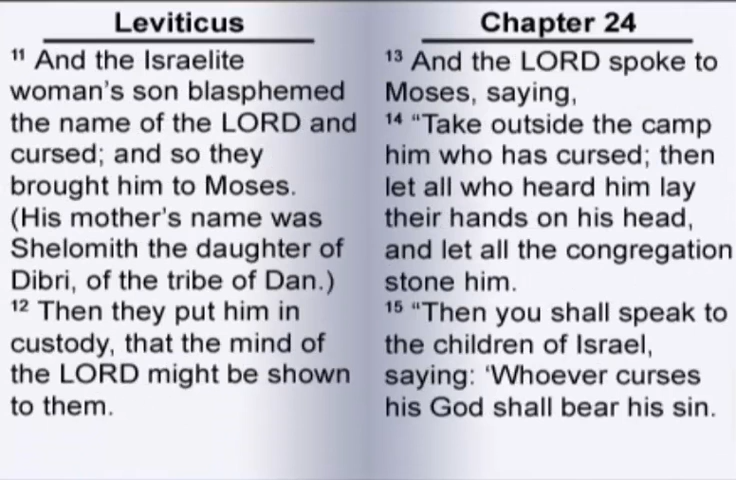 Leviticus
¹¹ And the Israelite
woman's son blasphemed
the name of the LORD and
cursed; and so they
brought him to Moses.
(His mother's name was
Shelomith the daughter of
Dibri, of the tribe of Dan.)
¹² Then they put him in
custody, that the mind of
the LORD might be shown
to them.
Chapter 24
¹³ And the LORD spoke to
Moses, saying,
¹⁴ "Take outside the camp
him who has cursed; then
let all who heard him lay
their hands on his head,
and let all the congregation
stone him.
¹⁵ "Then you shall speak to
the children of Israel,
saying: 'Whoever curses
his God shall bear his sin.